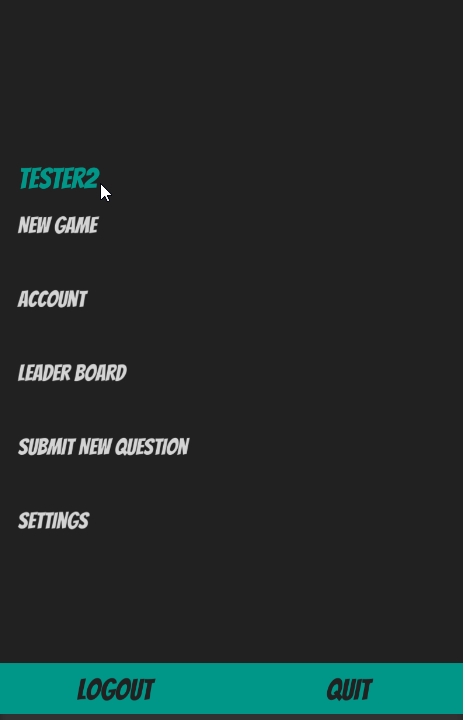 TESTER2
NEW GAME
ACCOUNT
LEADER BOARD
SUBMIT NEW QUESTION
SETTINGS
LOGOUT QUIT